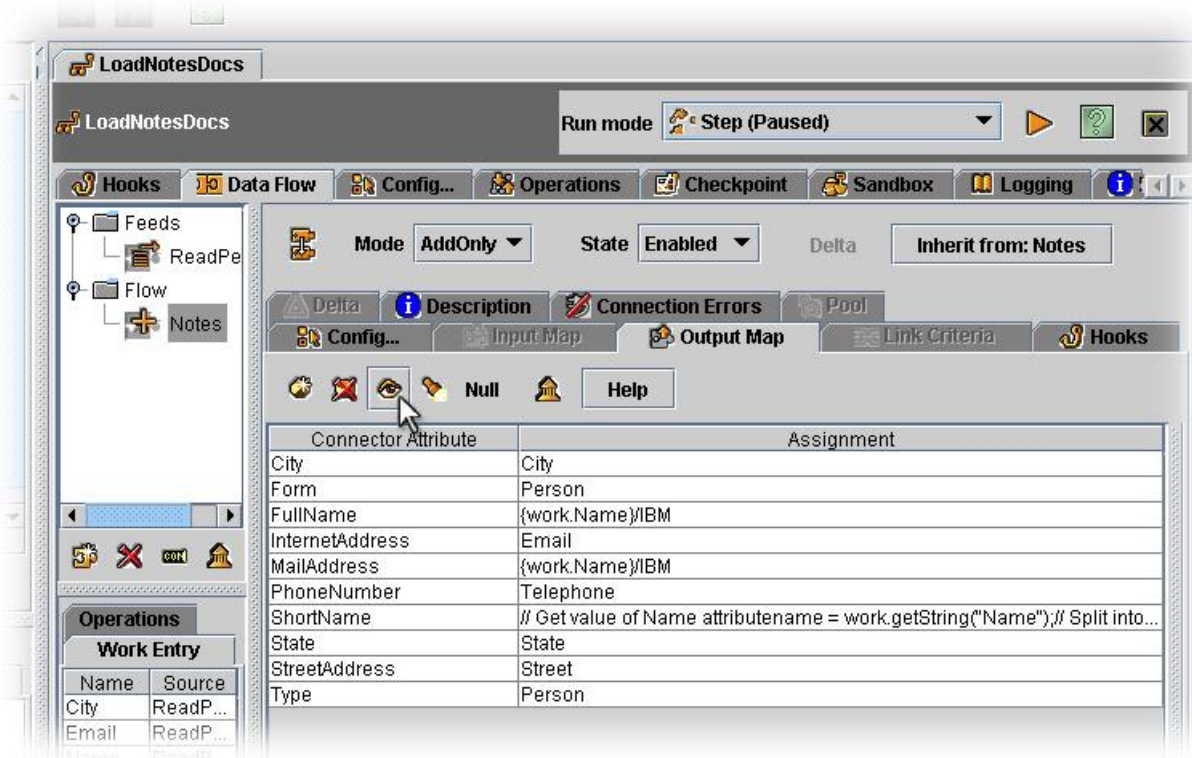 LoadNotesDocs
LoadNotesDocs Run mode Step (Paused)
Hooks Data Flow Config... Operations Checkpoint Sandbox Logging
Feeds
ReadPe
Flow
Notes
Mode AddOnly State Enabled Delta Inherit from: Notes
Delta Description Connection Errors Pool
Config... Input Map Output Map Link Criteria Hooks
Null Help
Connector Attribute Assignment
City City
Form Person
FullName {work.Name}/IBM
InternetAddress Email
MailAddress {work.Name}/IBM
PhoneNumber Telephone
ShortName // Get value of Name attributename = work.getString("Name");// Split into...
State State
StreetAddress Street
Type Person
CON
Operations
Work Entry
Name Source
City ReadP...
Email ReadP...